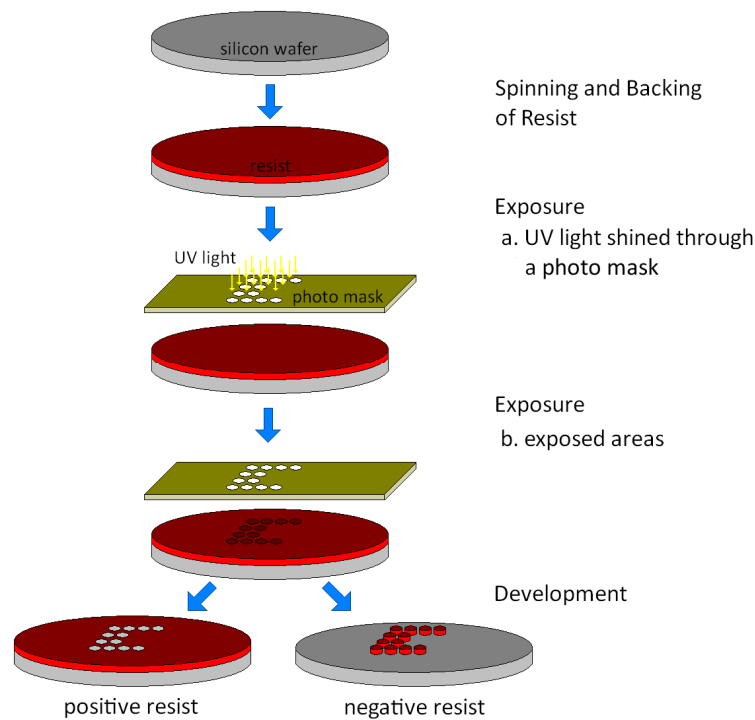 silicon wafer
Spinning and Backing
of Resist
resist
Exposure
a. UV light shined through
a photo mask
UV light
photo mask
Exposure
b. exposed areas
Development
positive resist
negative resist